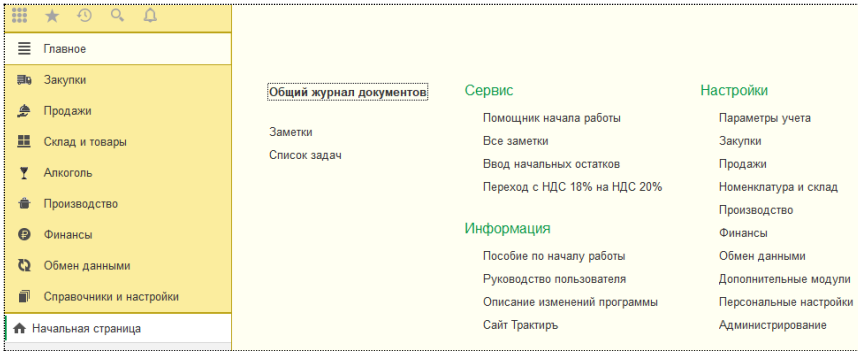 Главное
Закупки
Продажи
Склад и товары
Алкоголь
Производство
Финансы
Обмен данными
Справочники и настройки
Начальная страница
Общий журнал документов
Заметки
Список задач
Сервис
Помощник начала работы
Все заметки
Ввод начальных остатков
Переход с НДС 18% на НДС 20%
Информация
Пособие по началу работы
Руководство пользователя
Описание изменений программы
Сайт Трактиръ
Настройки
Параметры учета
Закупки
Продажи
Номенклатура и склад
Производство
Финансы
Обмен данными
Дополнительные модули
Персональные настройки
Администрирование